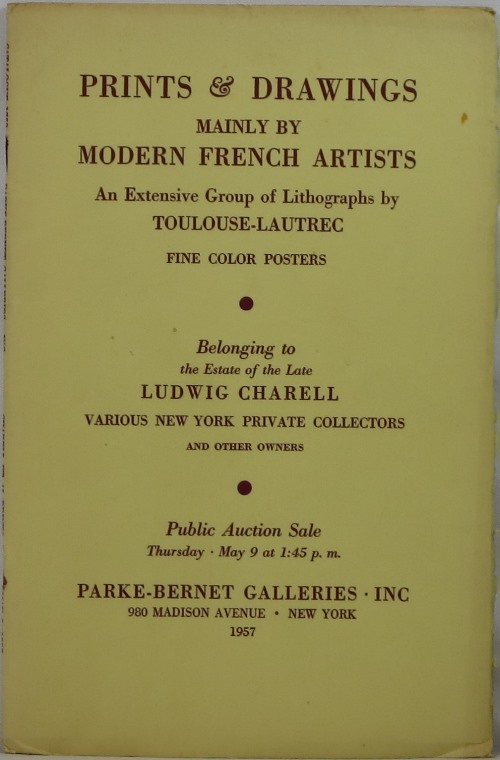 PRINTS & DRAWINGS
MAINLY BY
MODERN FRENCH ARTISTS
An Extensive Group of Lithographs by
TOULOUSE-LAUTREC
FINE COLOR POSTERS
Belonging to
the Estate of the Late
LUDWIG CHARELL
VARIOUS NEW YORK PRIVATE COLLECTORS
AND OTHER OWNERS
Public Auction Sale
Thursday · May 9 at 1:45 p. m.
PARKE-BERNET GALLERIES · INC
980 MADISON AVENUE • NEW YORK
1957